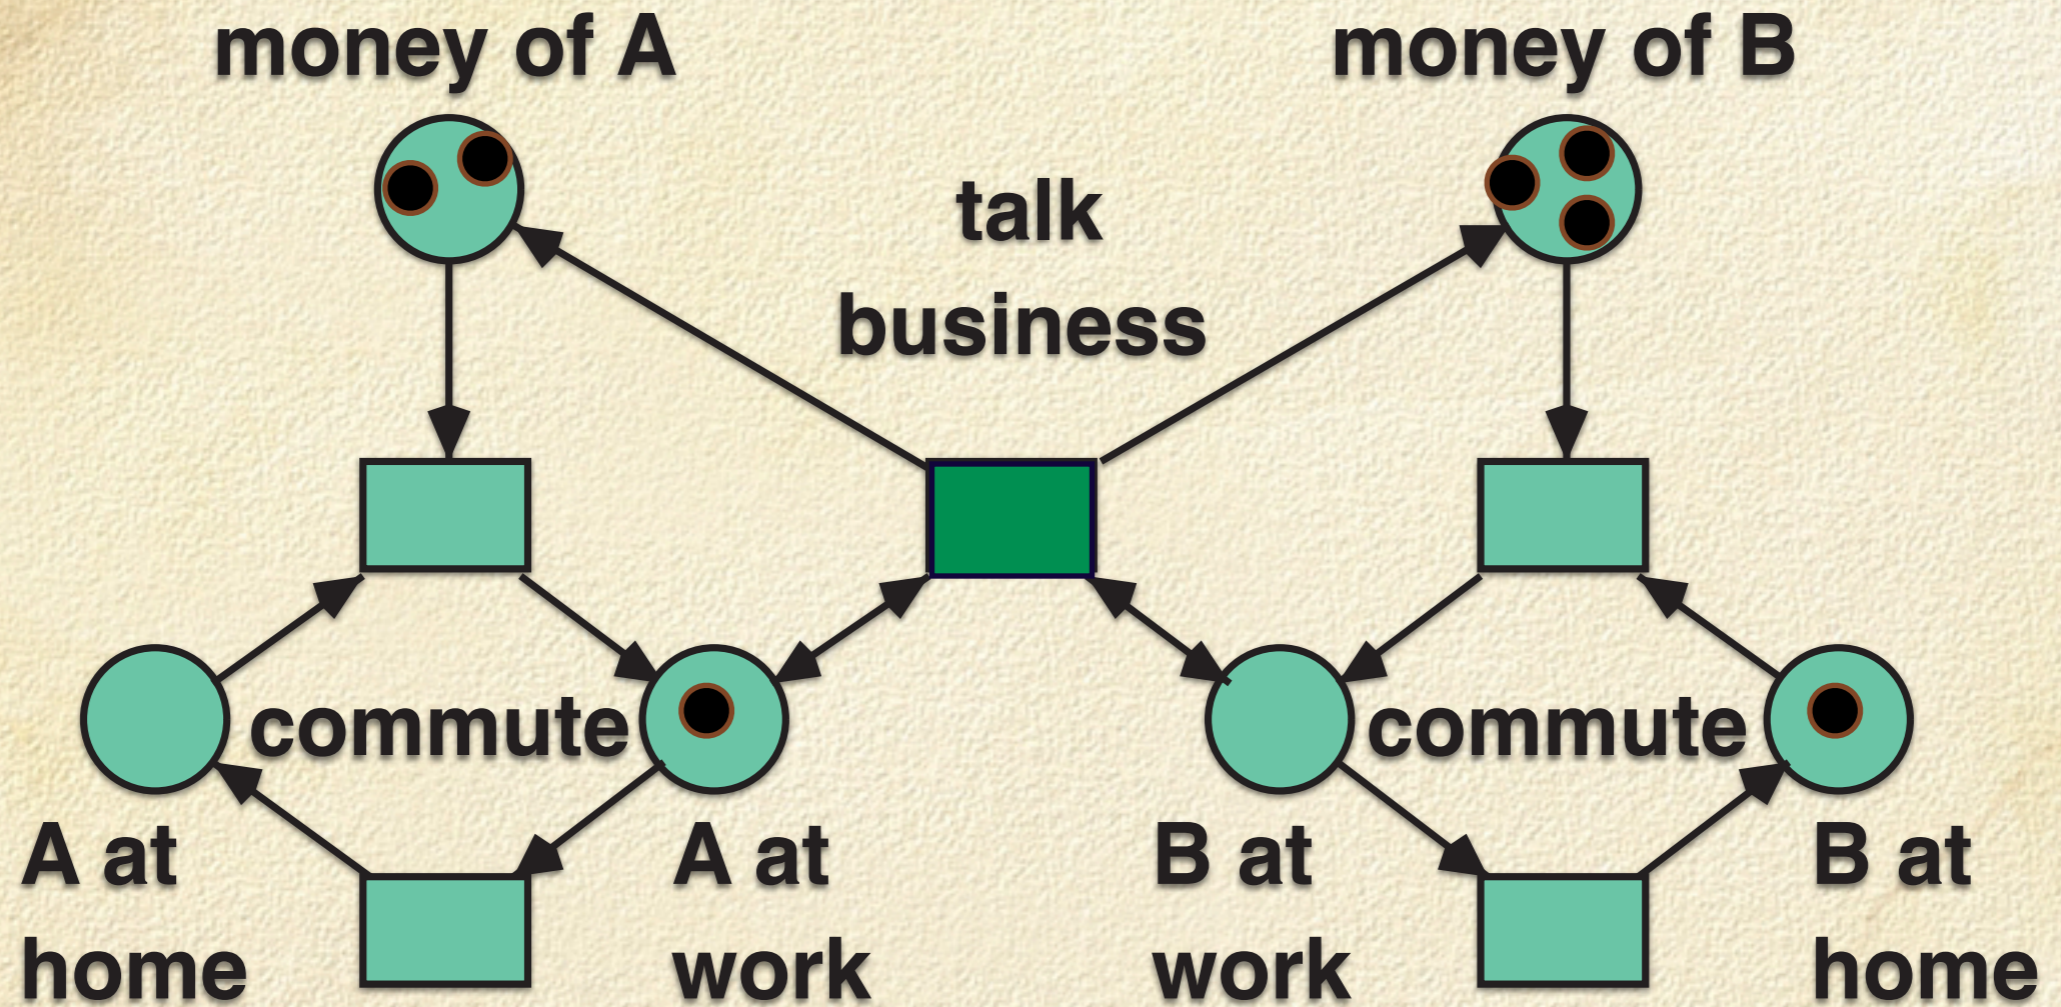 money of A
money of B
talk
business
commute
commute
A at
home
A at
work
B at
work
B at
home